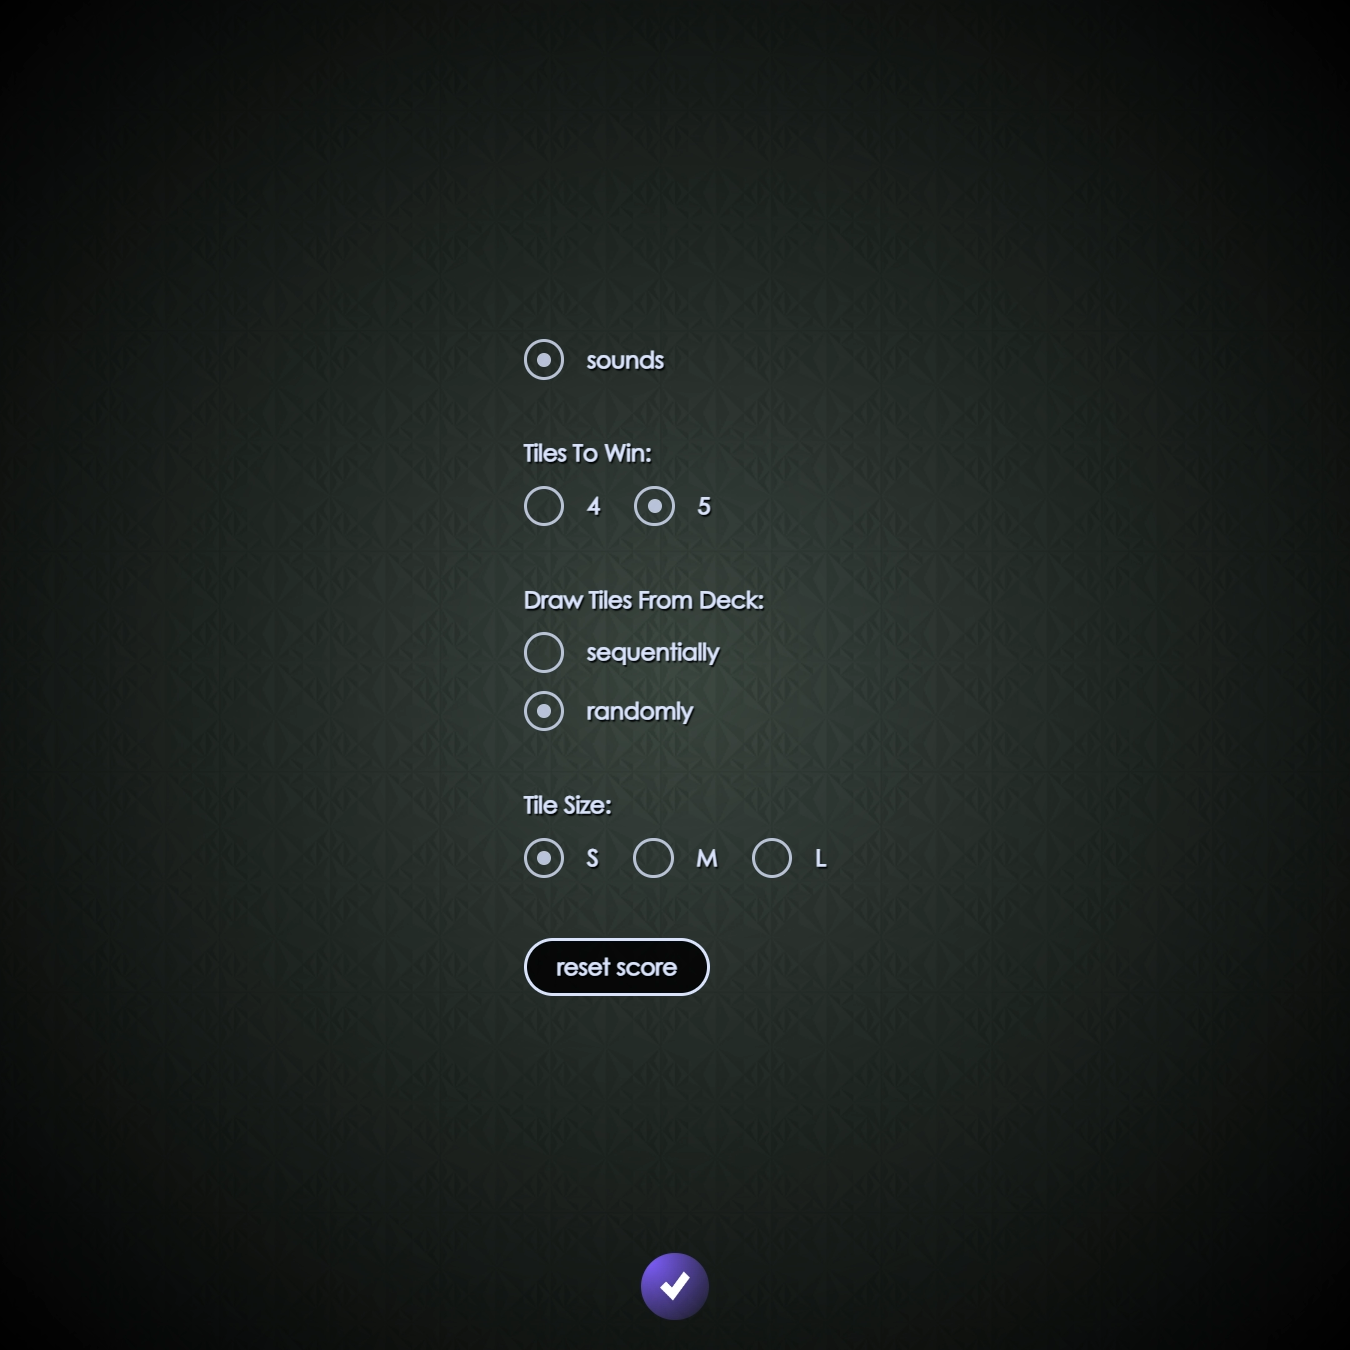 sounds
Tiles To Win:
4 5
Draw Tiles From Deck:
sequentially
randomly
Tile Size:
S M L
reset score